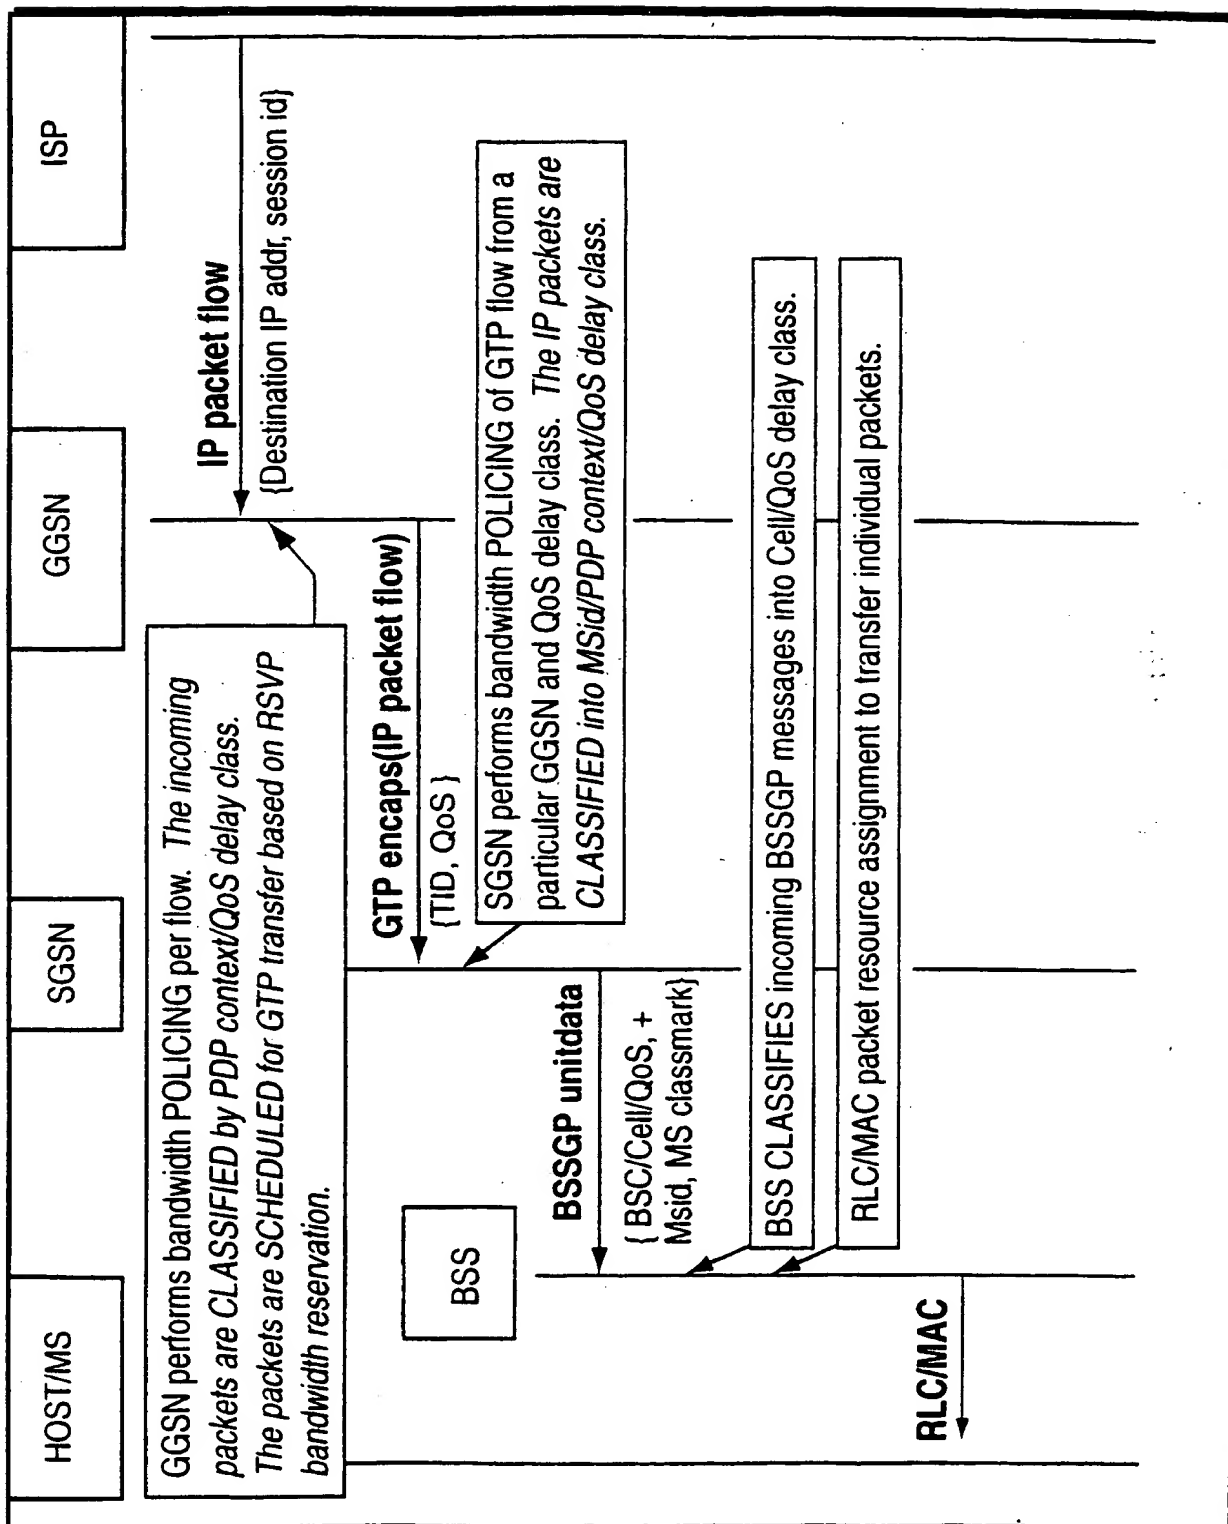 HOST/MS
SGSN
GGSN
ISP
GGSN performs bandwidth POLICING per flow. The incoming
packets are CLASSIFIED by PDP context/QoS delay class.
The packets are SCHEDULED for GTP transfer based on RSVP
bandwidth reservation.
IP packet flow
{Destination IP addr, session id}
GTP encaps(IP packet flow)
{TID, QoS }
BSS
SGSN performs bandwidth POLICING of GTP flow from a
particular GGSN and QoS delay class. The IP packets are
CLASSIFIED into MSid/PDP context/QoS delay class.
BSSGP unitdata
{ BSC/Cell/QoS, +
Msid, MS classmark}
BSS CLASSIFIES incoming BSSGP messages into Cell/QoS delay class.
RLC/MAC packet resource assignment to transfer individual packets.
RLC/MAC